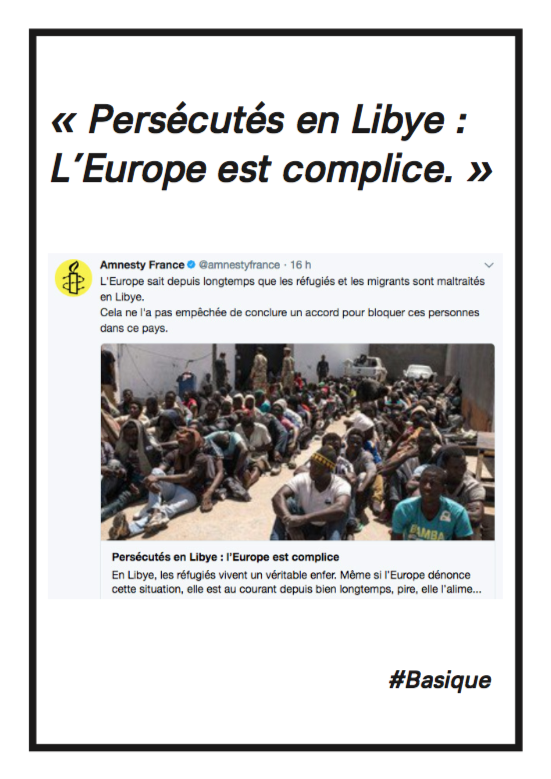 « Persécutés en Libye :
L’Europe est complice. »
Amnesty France @amnestyfrance · 16 h
L'Europe sait depuis longtemps que les réfugiés et les migrants sont maltraités
en Libye.
Cela ne l'a pas empêchée de conclure un accord pour bloquer ces personnes
dans ce pays.
BAMBA
Persécutés en Libye : l'Europe est complice
En Libye, les réfugiés vivent un véritable enfer. Même si l'Europe dénonce
cette situation, elle est au courant depuis bien longtemps, pire, elle l'alime...
#Basique